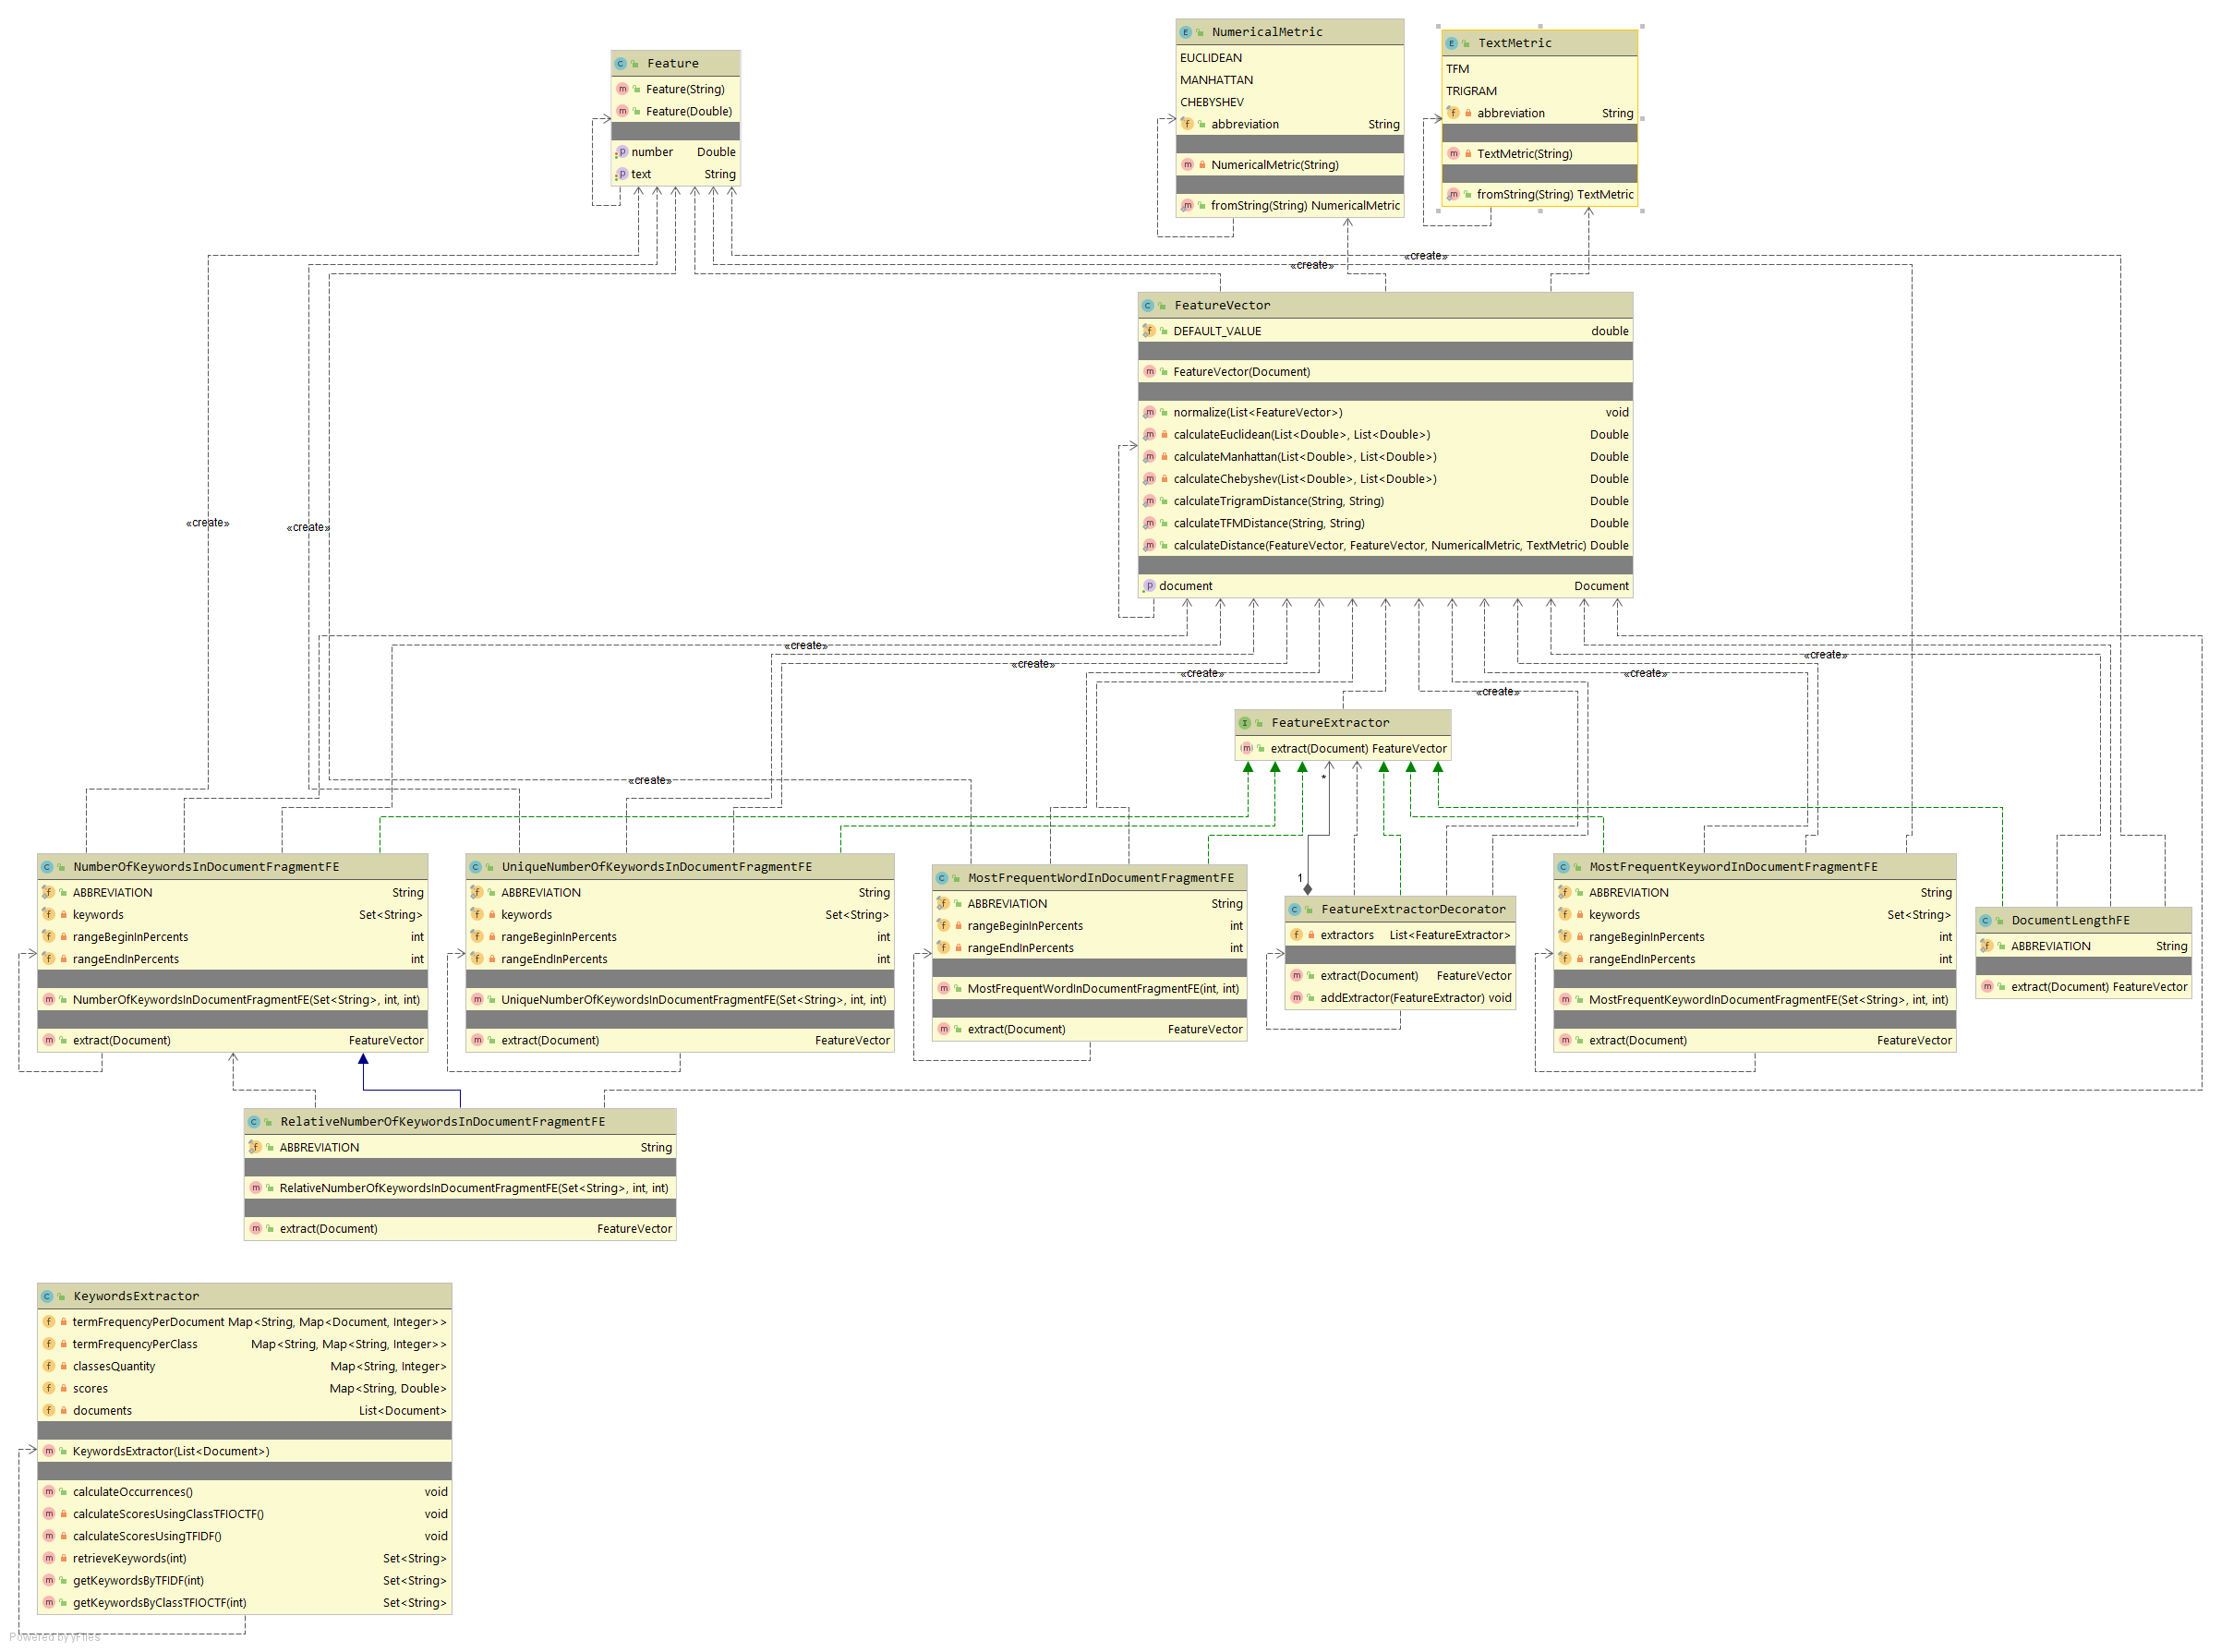 NumericalMetric
EUCLIDEAN
MANHATTAN
CHEBYSHEV
abbreviation String
NumericalMetric(String)
fromString(String) NumericalMetric
TextMetric
TFM
TRIGRAM
abbreviation String
TextMetric(String)
fromString(String) TextMetric
Feature
Feature(String)
Feature(Double)
number Double
text String
«create»
«create»
FeatureVector
DEFAULT_VALUE double
FeatureVector(Document)
normalize(List<FeatureVector>) void
calculateEuclidean(List<Double>, List<Double>) Double
calculateManhattan(List<Double>, List<Double>) Double
calculateChebyshev(List<Double>, List<Double>) Double
calculateTrigramDistance(String, String) Double
calculateTFMDistance(String, String) Double
calculateDistance(FeatureVector, FeatureVector, NumericalMetric, TextMetric) Double
document Document
«create»
«create»
«create»
«create»
«create»
«create»
«create»
«create»
FeatureExtractor
extract(Document) FeatureVector
«create»
*
1
NumberOfKeywordsInDocumentFragmentFE
ABBREVIATION String
keywords Set<String>
rangeBeginInPercents int
rangeEndInPercents int
NumberOfKeywordsInDocumentFragmentFE(Set<String>, int, int)
extract(Document) FeatureVector
UniqueNumberOfKeywordsInDocumentFragmentFE
ABBREVIATION String
keywords Set<String>
rangeBeginInPercents int
rangeEndInPercents int
UniqueNumberOfKeywordsInDocumentFragmentFE(Set<String>, int, int)
extract(Document) FeatureVector
MostFrequentWordInDocumentFragmentFE
ABBREVIATION String
rangeBeginInPercents int
rangeEndInPercents int
MostFrequentWordInDocumentFragmentFE(int, int)
extract(Document) FeatureVector
FeatureExtractorDecorator
extractors List<FeatureExtractor>
extract(Document) FeatureVector
addExtractor(FeatureExtractor) void
MostFrequentKeywordInDocumentFragmentFE
ABBREVIATION String
keywords Set<String>
rangeBeginInPercents int
rangeEndInPercents int
MostFrequentKeywordInDocumentFragmentFE(Set<String>, int, int)
extract(Document) FeatureVector
DocumentLengthFE
ABBREVIATION String
extract(Document) FeatureVector
RelativeNumberOfKeywordsInDocumentFragmentFE
ABBREVIATION String
RelativeNumberOfKeywordsInDocumentFragmentFE(Set<String>, int, int)
extract(Document) FeatureVector
KeywordsExtractor
termFrequencyPerDocument Map<String, Map<Document, Integer>>
termFrequencyPerClass Map<String, Map<String, Integer>>
classesQuantity Map<String, Integer>
scores Map<String, Double>
documents List<Document>
KeywordsExtractor(List<Document>)
calculateOccurrences() void
calculateScoresUsingClassTFIOCTF() void
calculateScoresUsingTFIDF() void
retrieveKeywords(int) Set<String>
getKeywordsByTFIDF(int) Set<String>
getKeywordsByClassTFIOCTF(int) Set<String>
Powered by yFiles